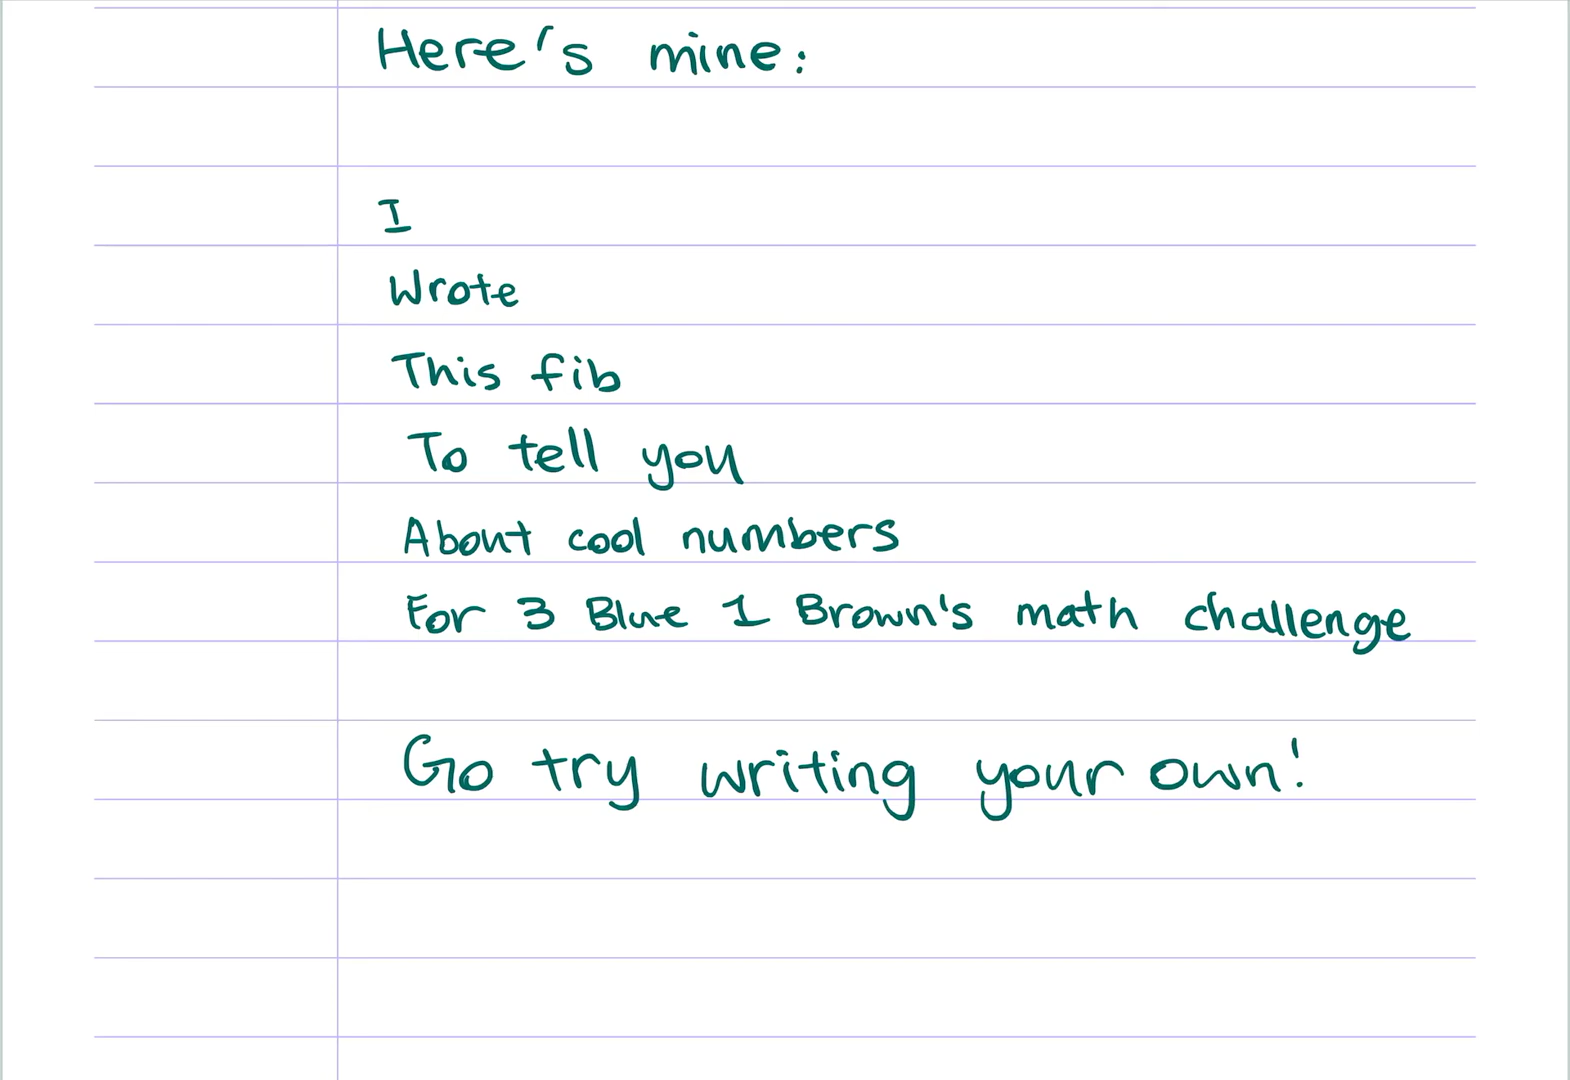 Here's mine:
I
Wrote
This fib
To tell you
About cool numbers
For 3 Blue 1 Brown's math challenge
Go try writing your own!